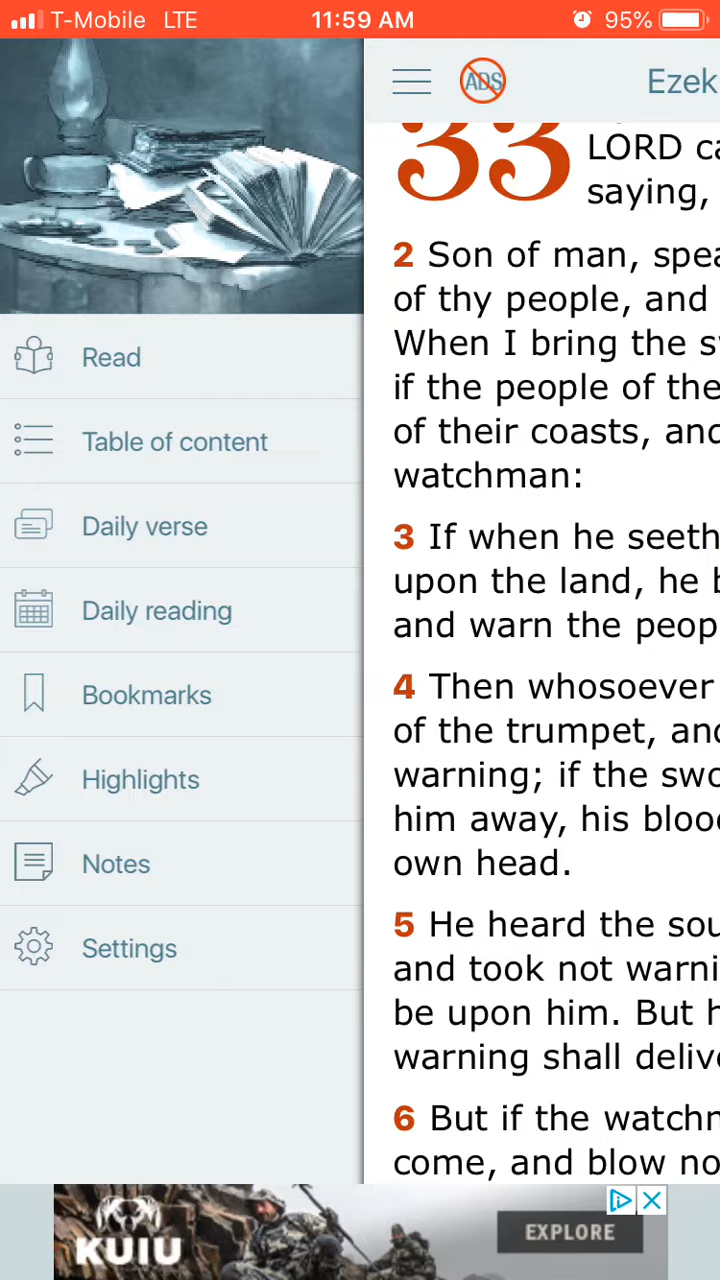 T-Mobile LTE 11:59 AM 95%
ADS
Ezek
33
LORD ca
saying,
2 Son of man, spea
of thy people, and
When I bring the sw
if the people of the
of their coasts, and
watchman:
3 If when he seeth
upon the land, he b
and warn the peop
4 Then whosoever
of the trumpet, and
warning; if the swo
him away, his blood
own head.
5 He heard the sou
and took not warni
be upon him. But h
warning shall delive
6 But if the watchm
come, and blow no
Read
Table of content
Daily verse
Daily reading
Bookmarks
Highlights
Notes
Settings
KUIU
EXPLORE